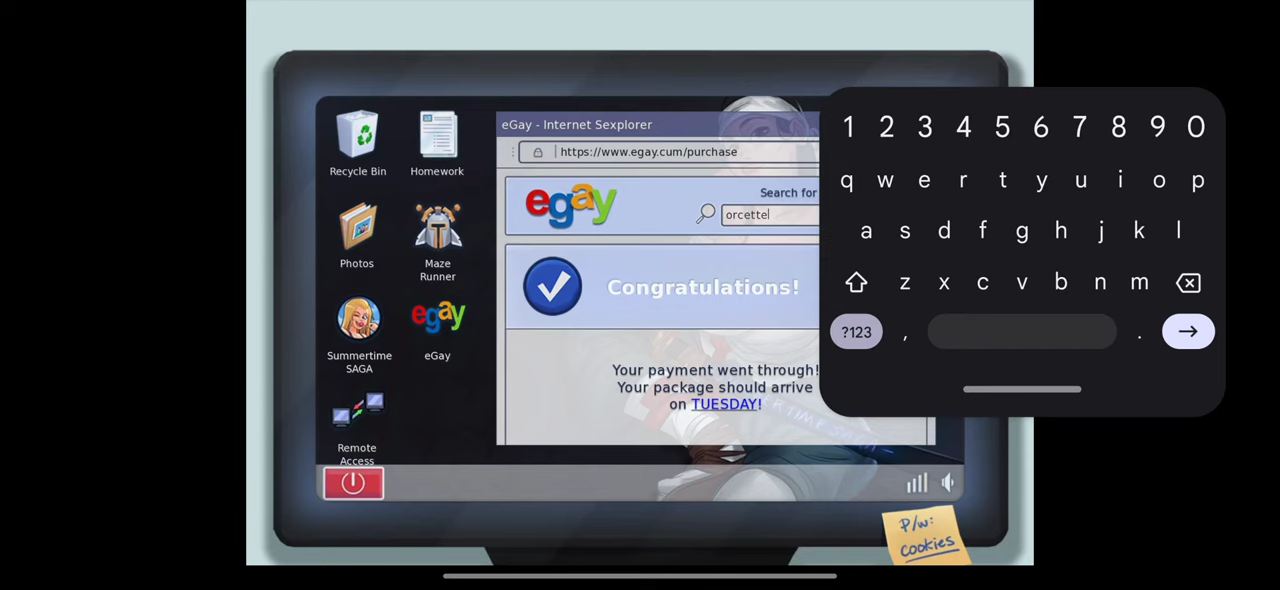 eGay - Internet Sexplorer
https://www.egay.cum/purchase
egay
Search for
orcettel
Congratulations!
Your payment went through!
Your package should arrive
on TUESDAY!
Recycle Bin
Homework
Photos
Maze
Runner
Summertime
SAGA
eGay
Remote
Access
P/w:
cookies
1 2 3 4 5 6 7 8 9 0
q w e r t y u i o p
a s d f g h j k l
z x c v b n m
?123 , .